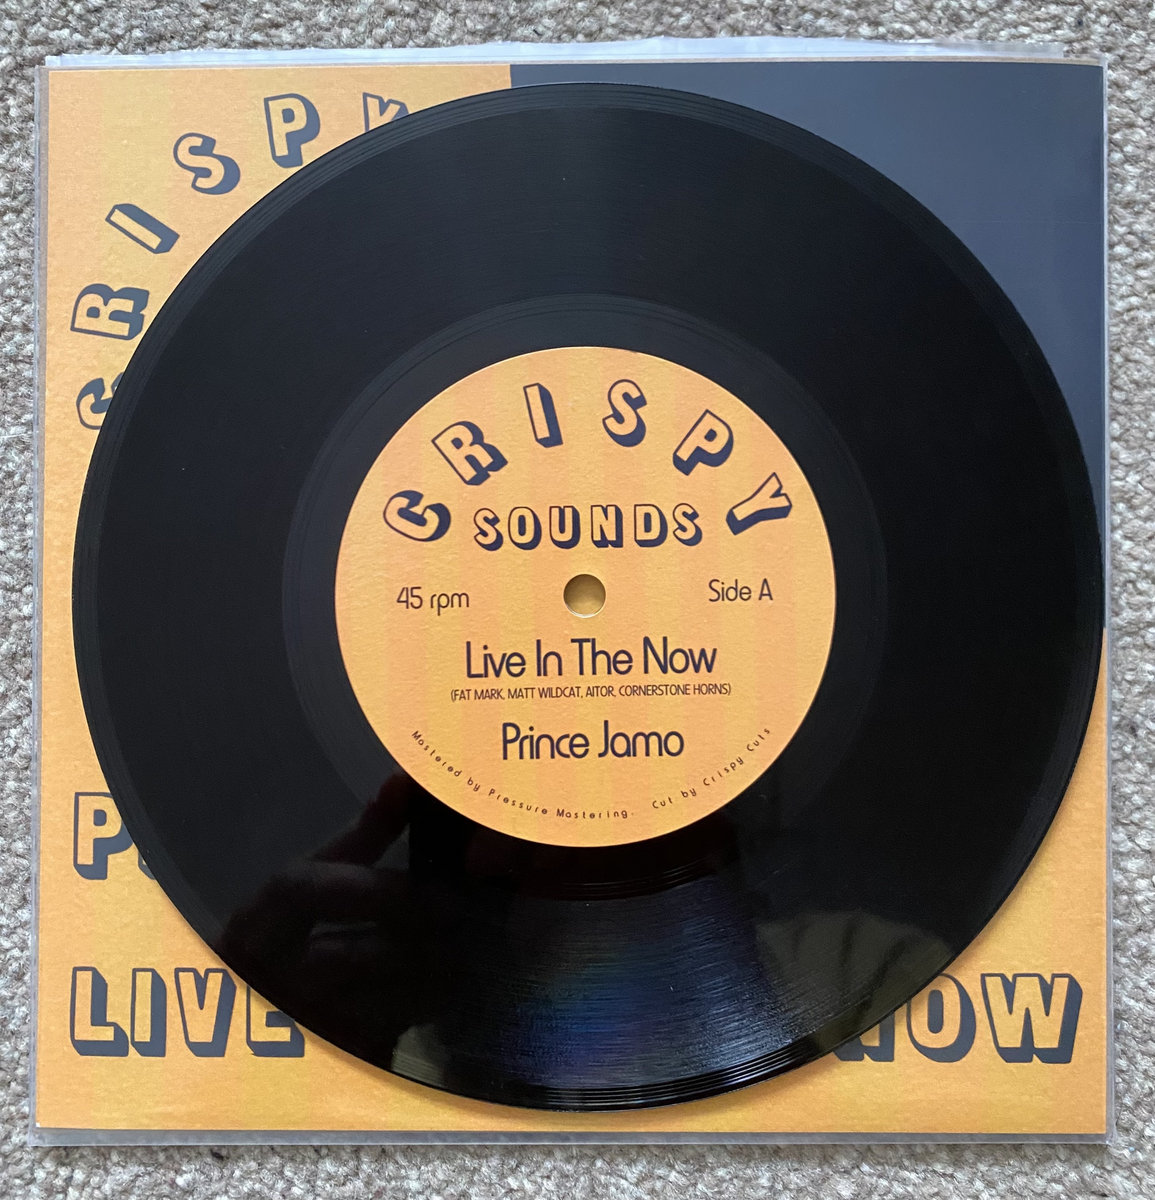 CRISPY
LIVE
NOW
CRISPY
SOUNDS
45 rpm
Side A
Live In The Now
(FAT MARK, MATT WILDCAT, AITOR, CORNERSTONE HORNS)
Prince Jamo
Mastered by Pressure Mastering. Cut by Crispy Cuts